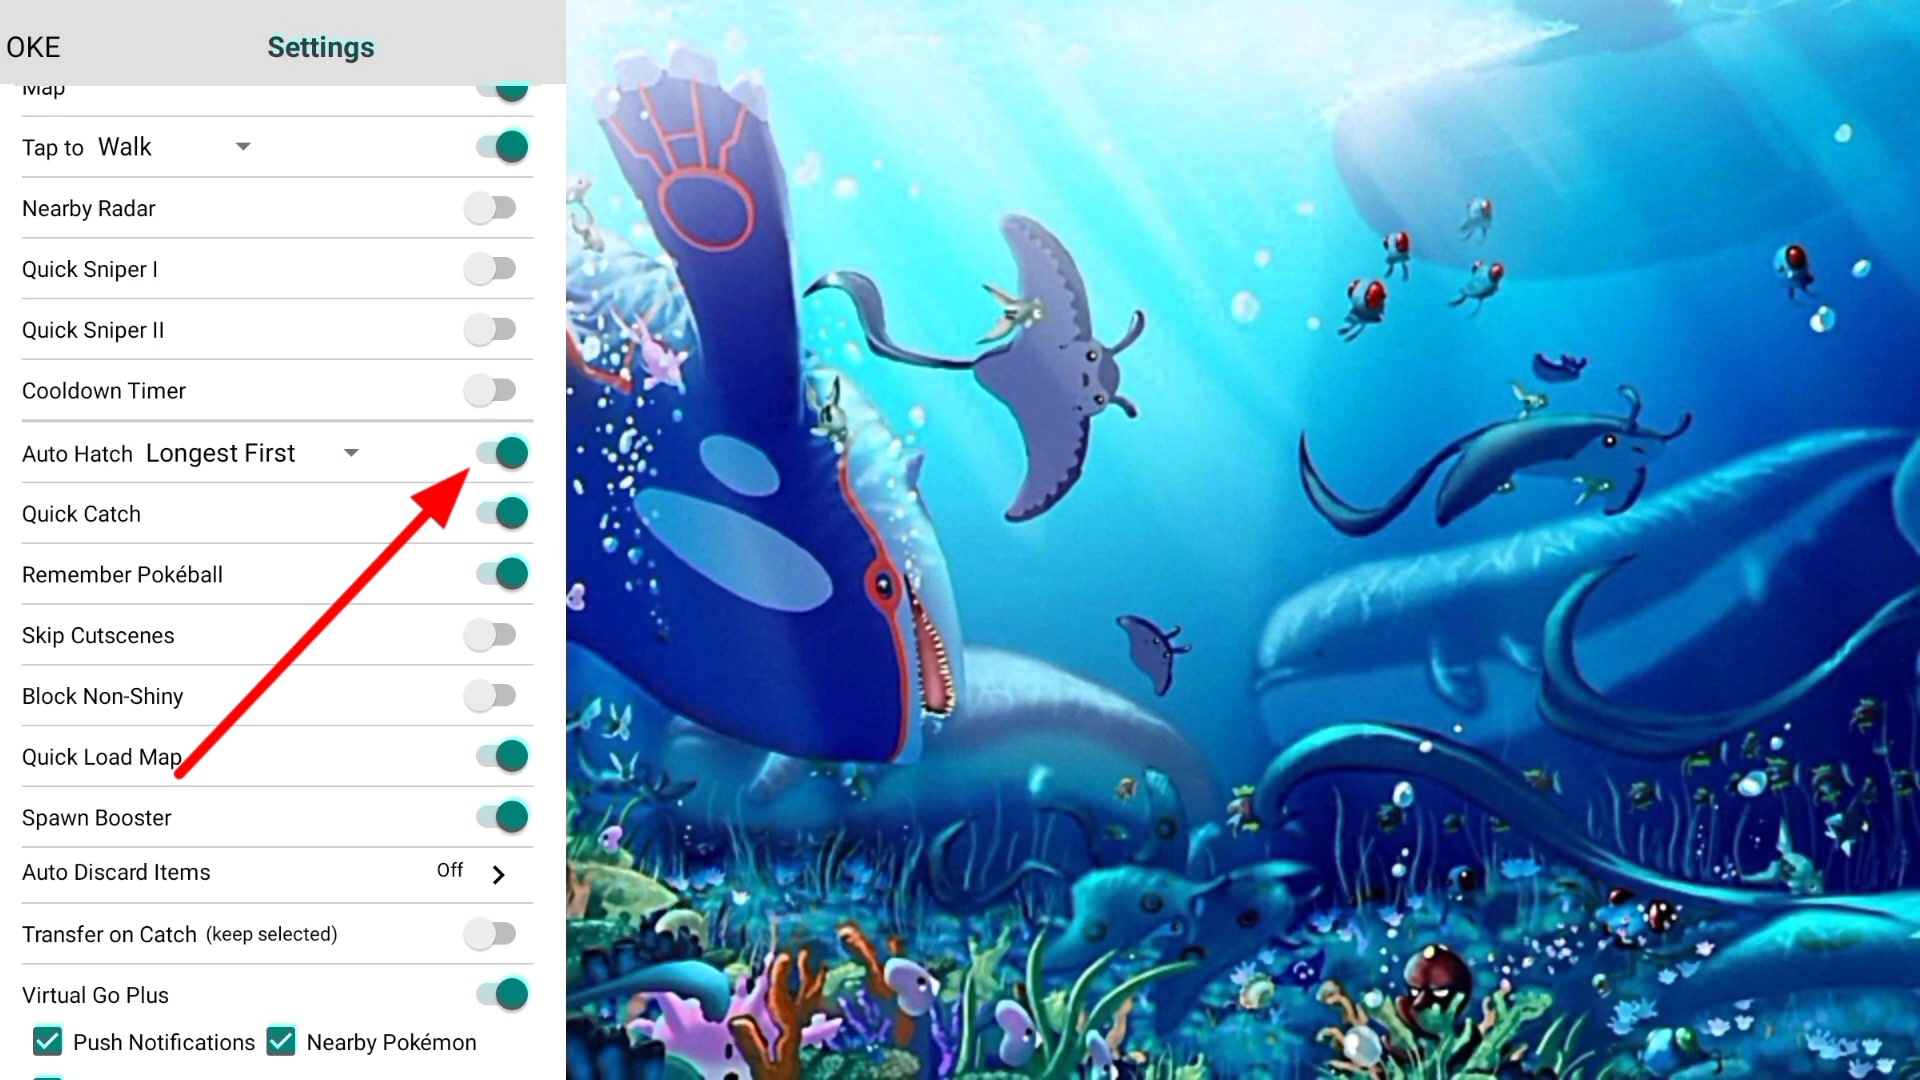 OKE Settings
Map
Tap to Walk
Nearby Radar
Quick Sniper I
Quick Sniper II
Cooldown Timer
Auto Hatch Longest First
Quick Catch
Remember Pokéball
Skip Cutscenes
Block Non-Shiny
Quick Load Map
Spawn Booster
Auto Discard Items Off
Transfer on Catch (keep selected)
Virtual Go Plus
Push Notifications Nearby Pokémon